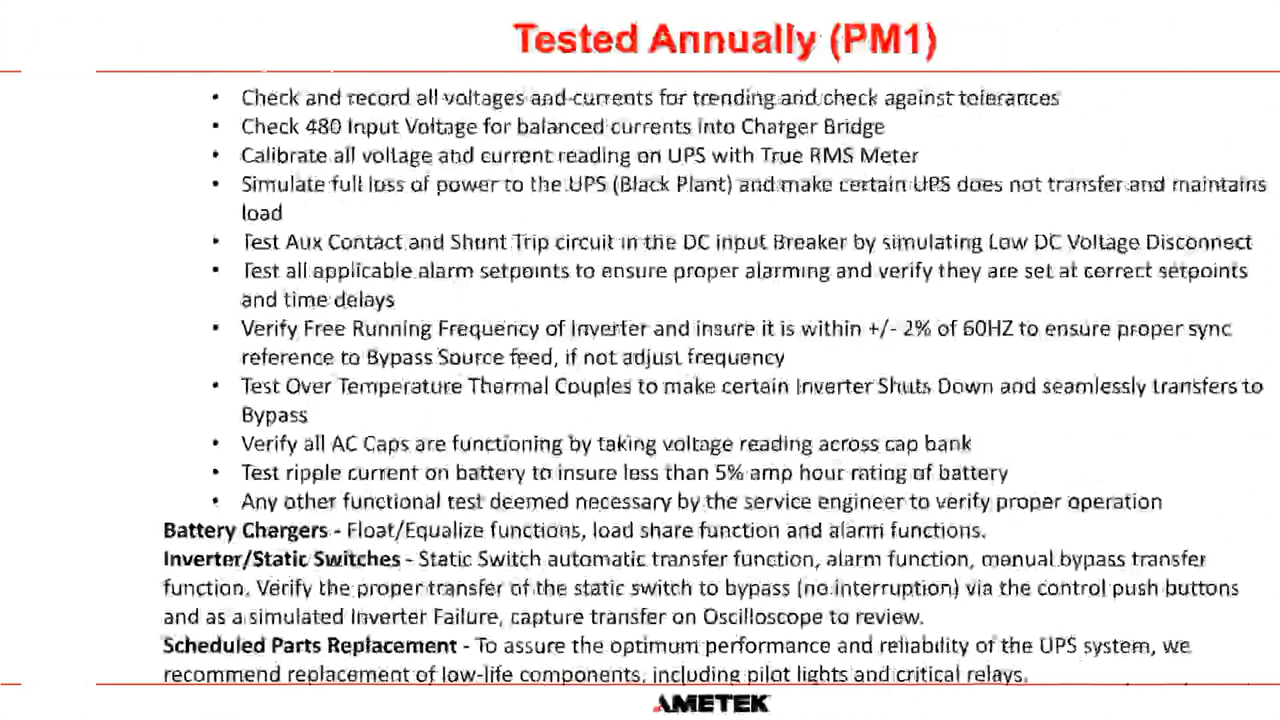 Tested Annually (PM1)
• Check and record all voltages and currents for trending and check against tolerances
• Check 480 Input Voltage for balanced currents into Charger Bridge
• Calibrate all voltage and current reading on UPS with True RMS Meter
• Simulate full loss of power to the UPS (Black Plant) and make certain UPS does not transfer and maintains
load
• Test Aux Contact and Shunt Trip circuit in the DC input Breaker by simulating Low DC Voltage Disconnect
• Test all applicable alarm setpoints to ensure proper alarming and verify they are set at correct setpoints
and time delays
• Verify Free Running Frequency of Inverter and insure it is within +/- 2% of 60HZ to ensure proper sync
reference to Bypass Source feed, if not adjust frequency
• Test Over Temperature Thermal Couples to make certain Inverter Shuts Down and seamlessly transfers to
Bypass
• Verify all AC Caps are functioning by taking voltage reading across cap bank
• Test ripple current on battery to insure less than 5% amp hour rating of battery
• Any other functional test deemed necessary by the service engineer to verify proper operation
Battery Chargers - Float/Equalize functions, load share function and alarm functions.
Inverter/Static Switches - Static Switch automatic transfer function, alarm function, manual bypass transfer
function. Verify the proper transfer of the static switch to bypass (no interruption) via the control push buttons
and as a simulated Inverter Failure, capture transfer on Oscilloscope to review.
Scheduled Parts Replacement - To assure the optimum performance and reliability of the UPS system, we
recommend replacement of low-life components, including pilot lights and critical relays.
AMETEK